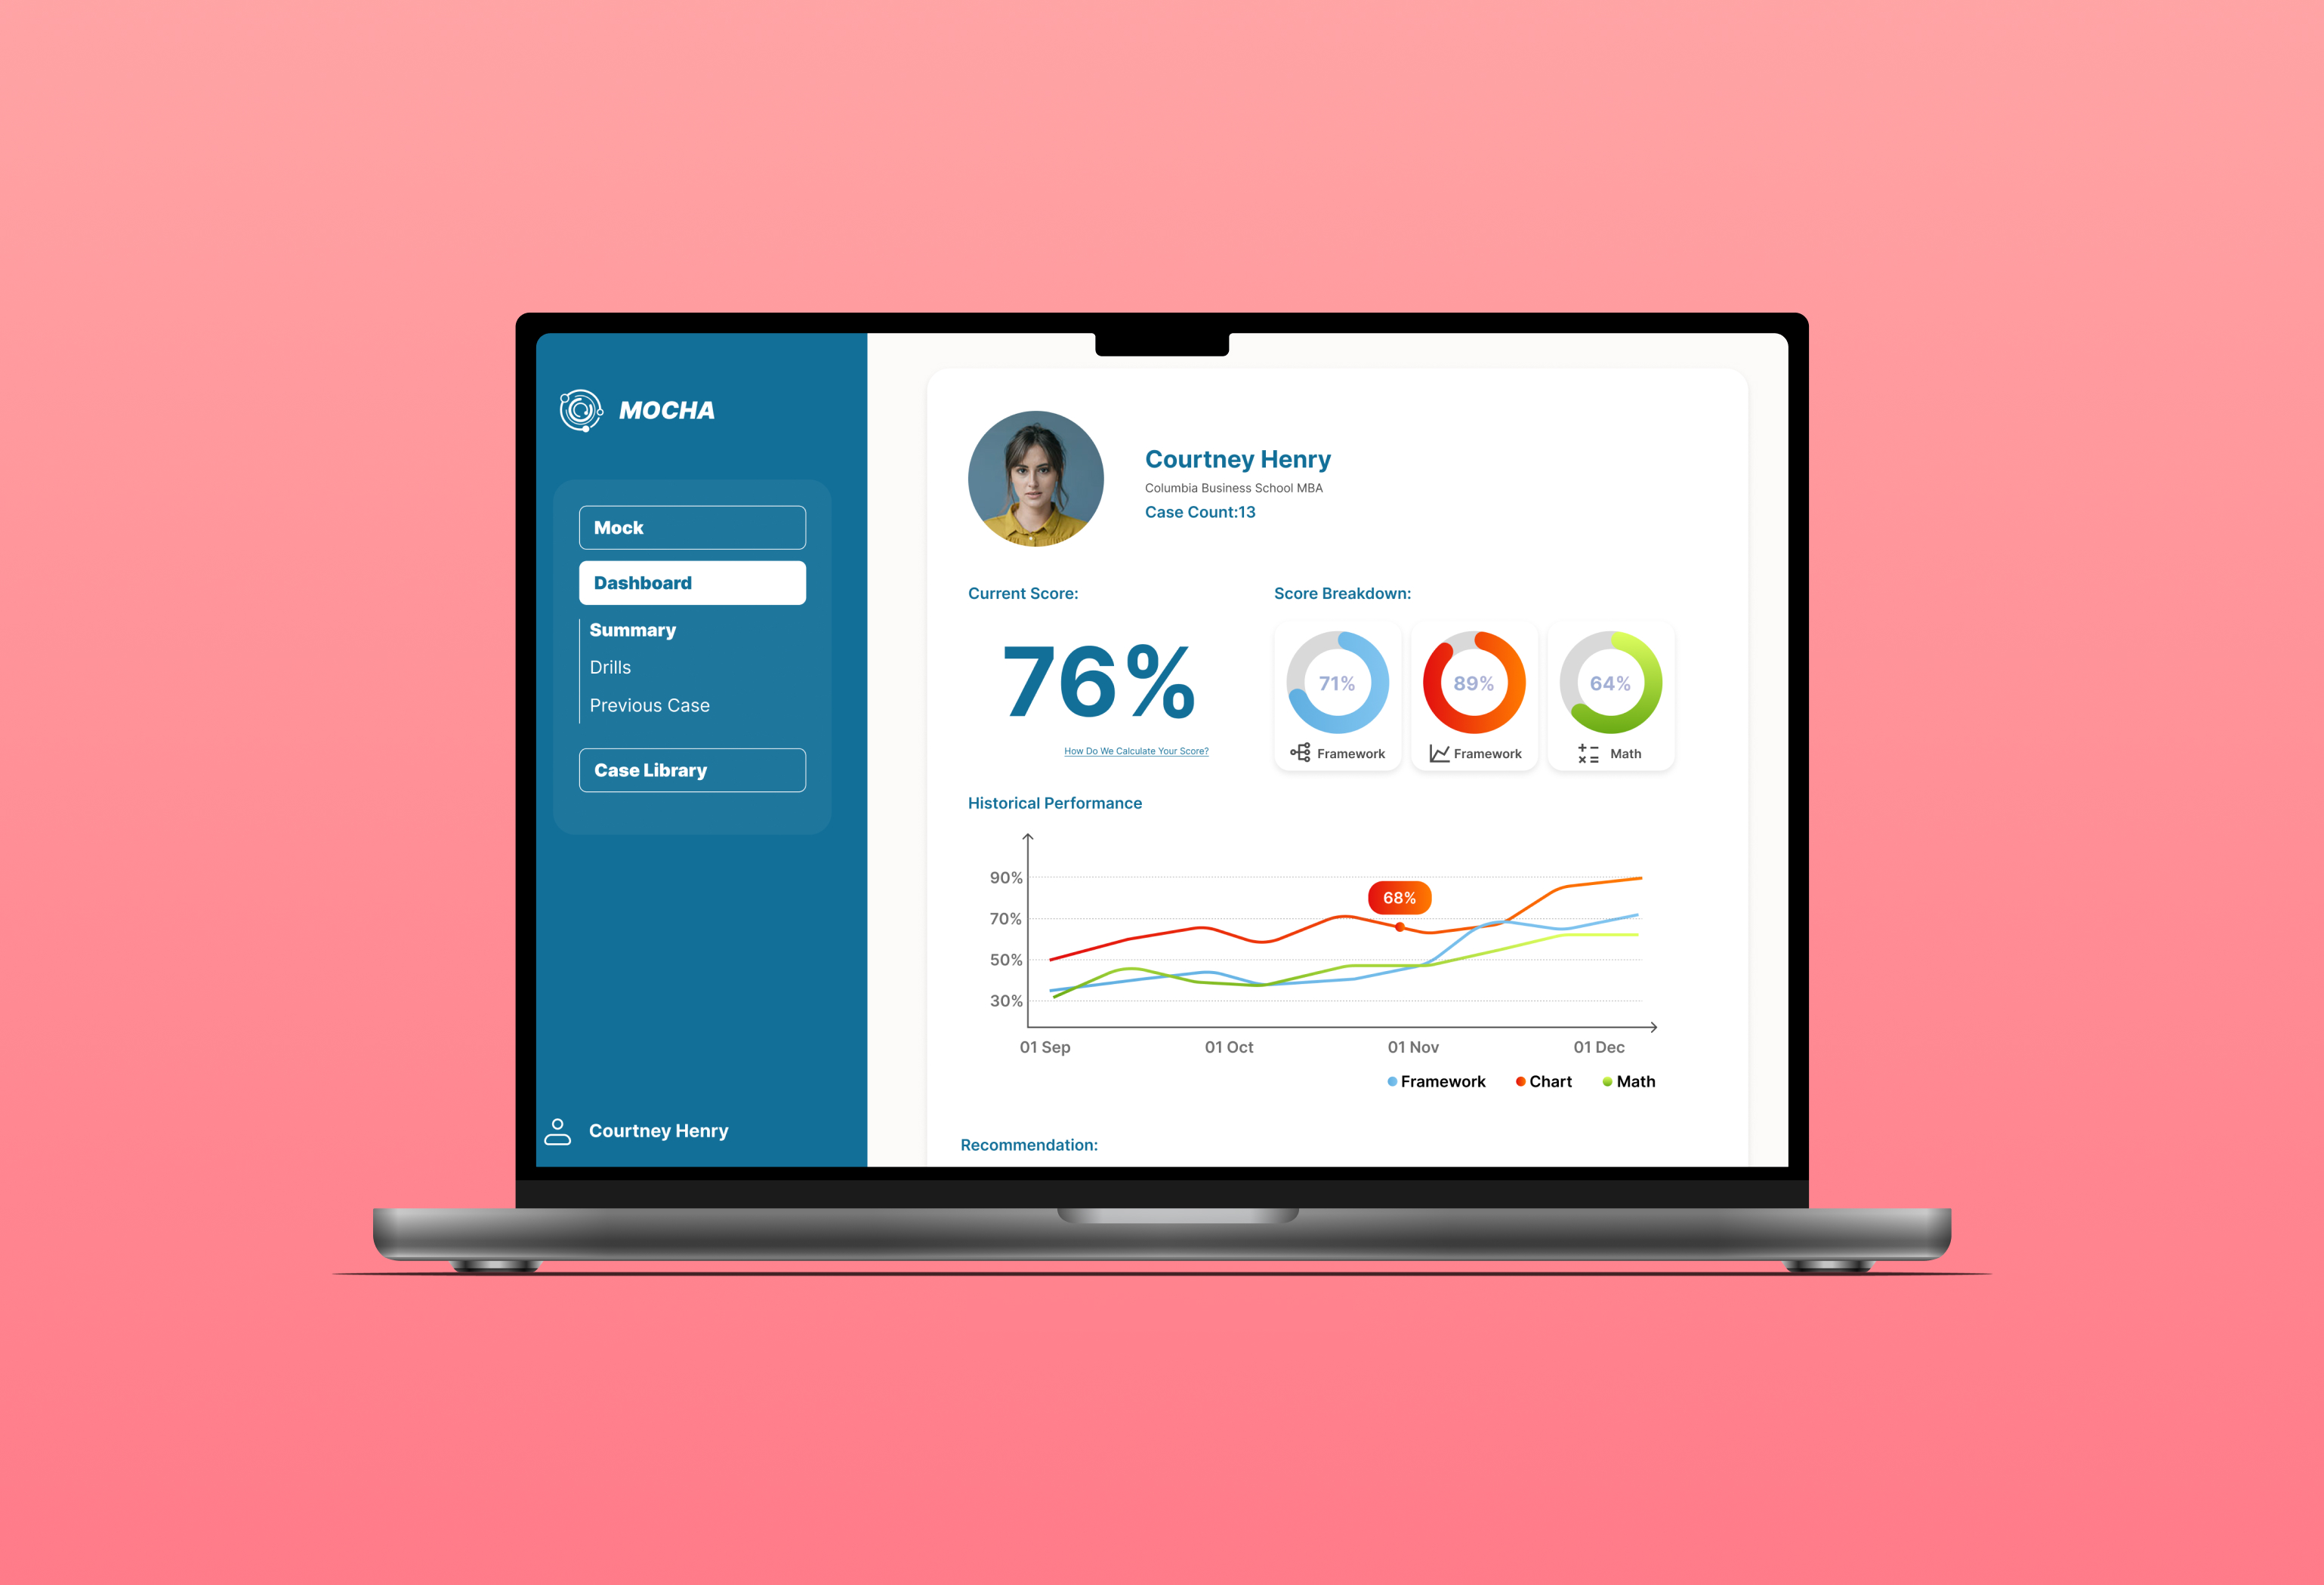 MOCHA
Mock
Dashboard
Summary
Drills
Previous Case
Case Library
Courtney Henry
Courtney Henry
Columbia Business School MBA
Case Count:13
Current Score:
76%
How Do We Calculate Your Score?
Score Breakdown:
71%
Framework
89%
Framework
64%
Math
Historical Performance
90%
70%
50%
30%
68%
01 Sep
01 Oct
01 Nov
01 Dec
Framework
Chart
Math
Recommendation: